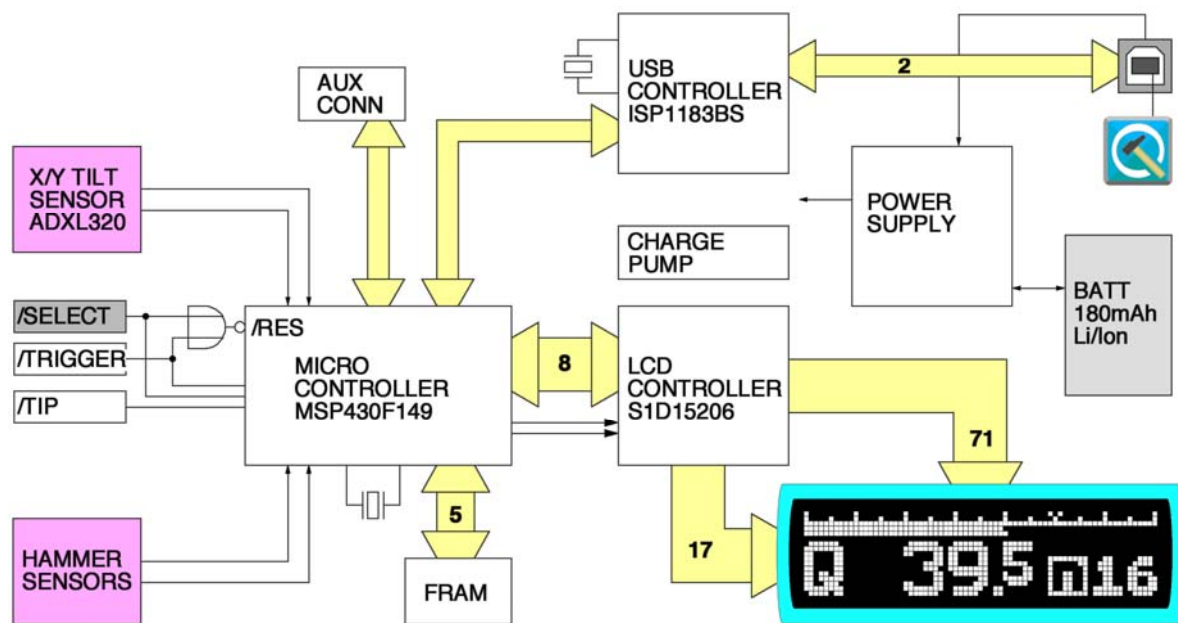 AUX
CONN
USB
CONTROLLER
ISP1183BS
2
X/Y TILT
SENSOR
ADXL320
POWER
SUPPLY
CHARGE
PUMP
BATT
180mAh
Li/Ion
/SELECT
/TRIGGER
/TIP
/RES
MICRO
CONTROLLER
MSP430F149
8
LCD
CONTROLLER
S1D15206
71
5
17
HAMMER
SENSORS
FRAM
Q 39.5 m16